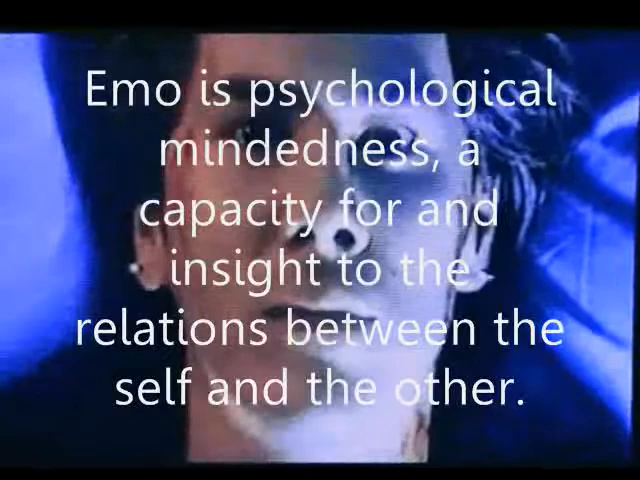 Emo is psychological
mindedness, a
capacity for and
insight to the
relations between the
self and the other.